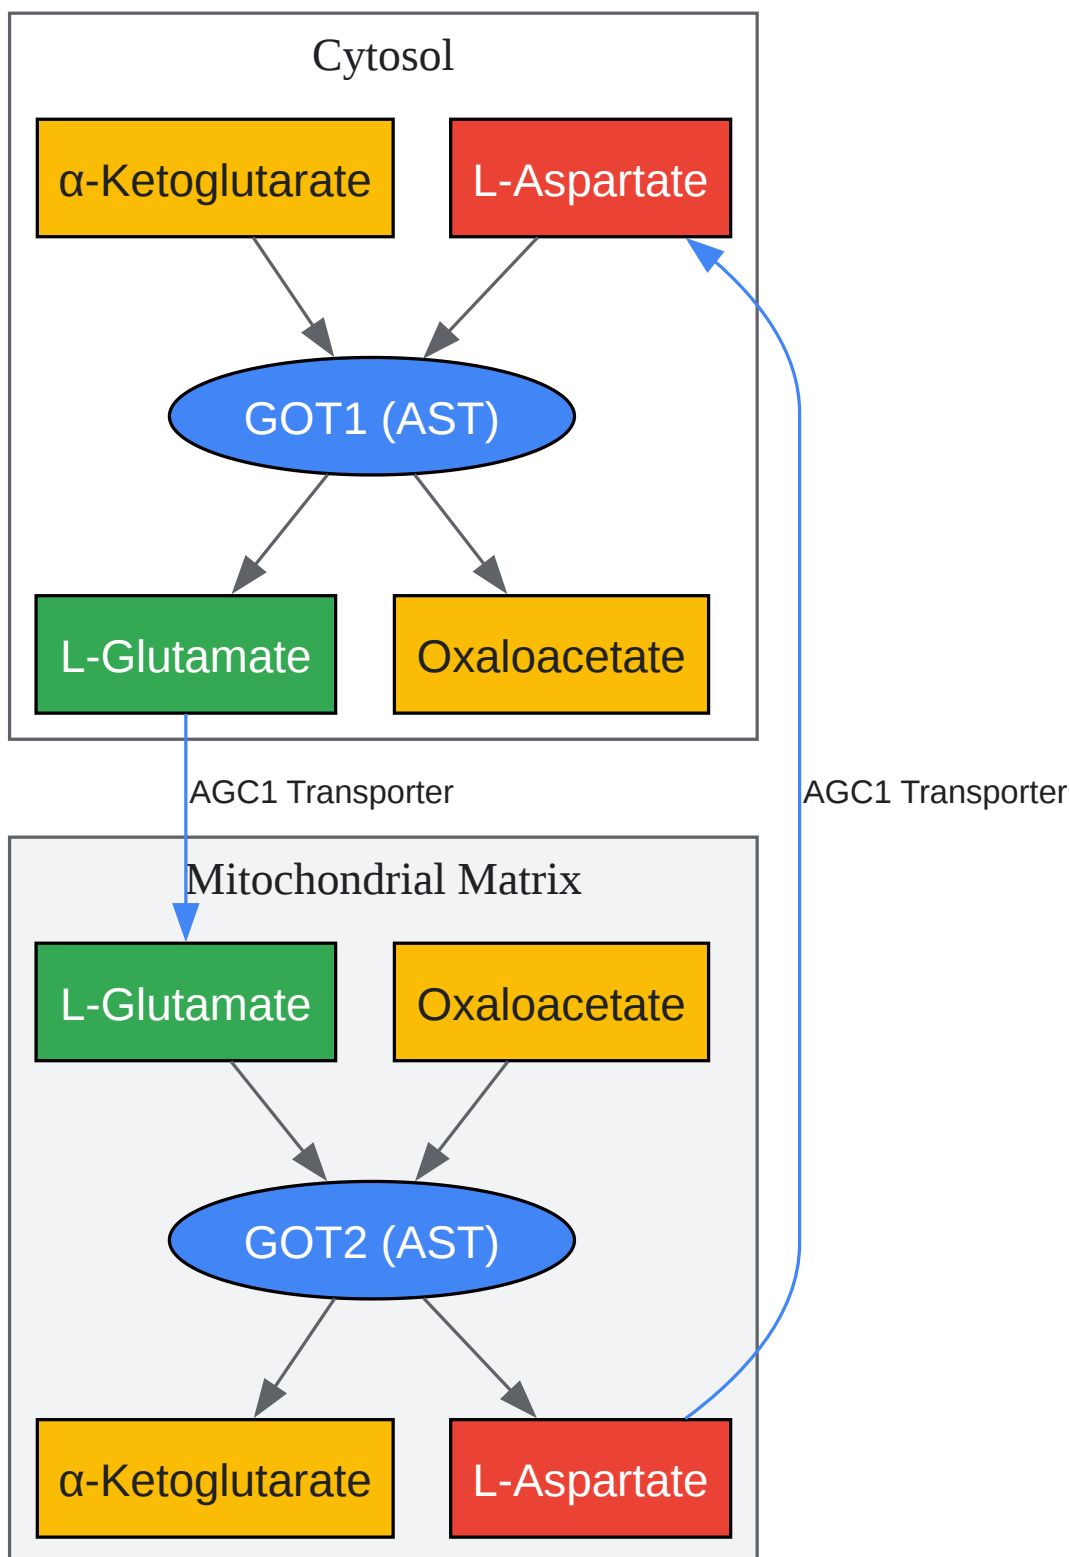 Cytosol
α-Ketoglutarate
L-Aspartate
GOT1 (AST)
L-Glutamate
Oxaloacetate
AGC1 Transporter
AGC1 Transporter
Mitochondrial Matrix
L-Glutamate
Oxaloacetate
GOT2 (AST)
α-Ketoglutarate
L-Aspartate